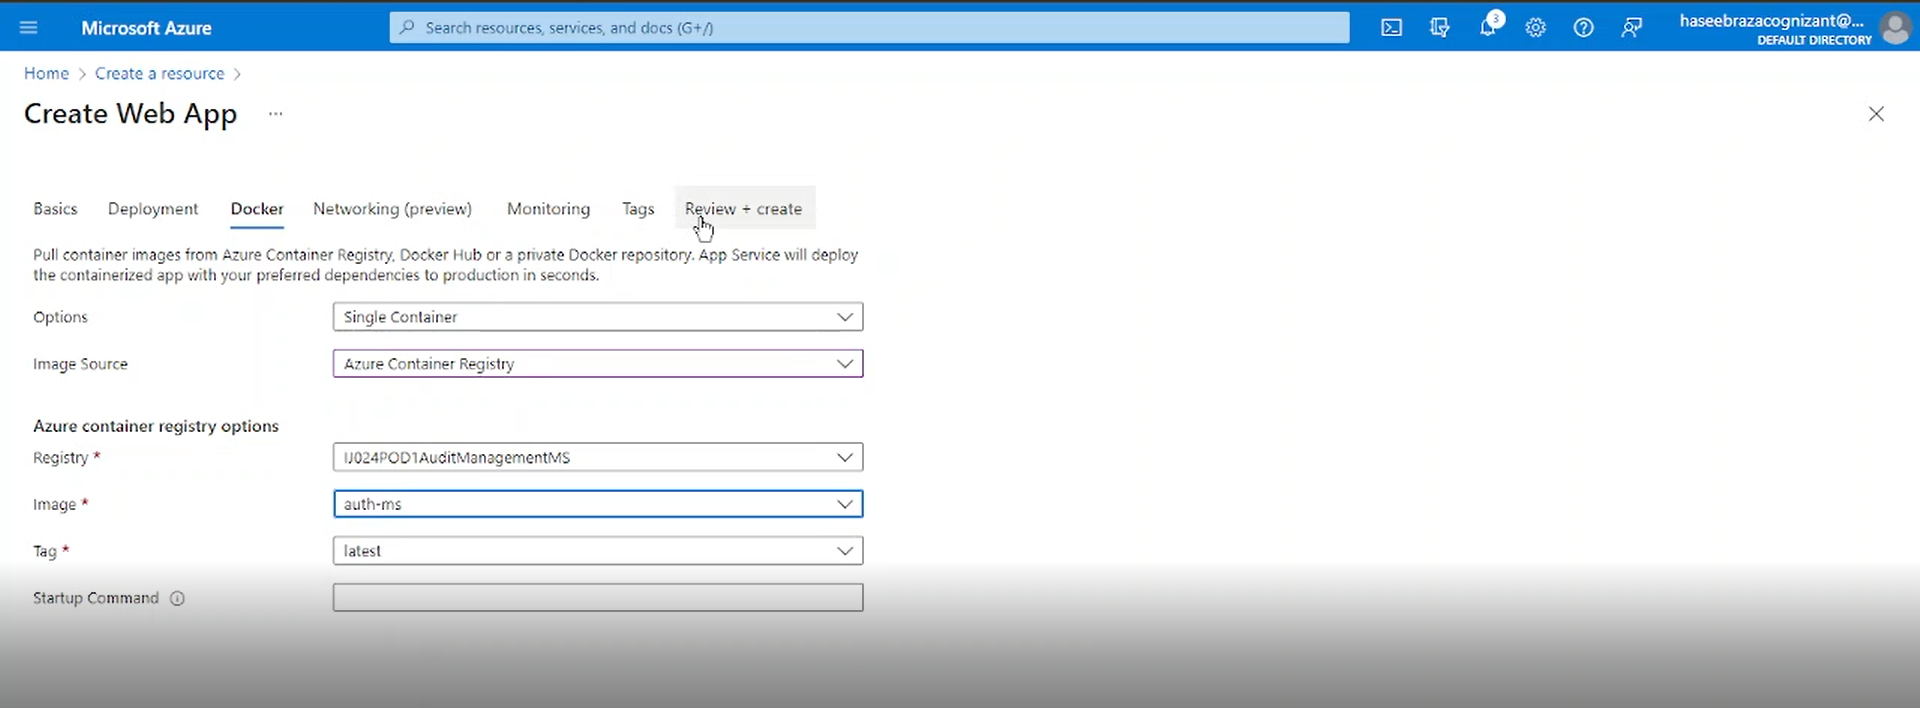 Microsoft Azure
Search resources, services, and docs (G+/)
3
haseebrazacognizant@...
DEFAULT DIRECTORY
Home > Create a resource >
Create Web App ...
Basics Deployment Docker Networking (preview) Monitoring Tags Review + create
Pull container images from Azure Container Registry, Docker Hub or a private Docker repository. App Service will deploy
the containerized app with your preferred dependencies to production in seconds.
Options Single Container
Image Source Azure Container Registry
Azure container registry options
Registry * IJ024POD1AuditManagementMS
Image * auth-ms
Tag * latest
Startup Command